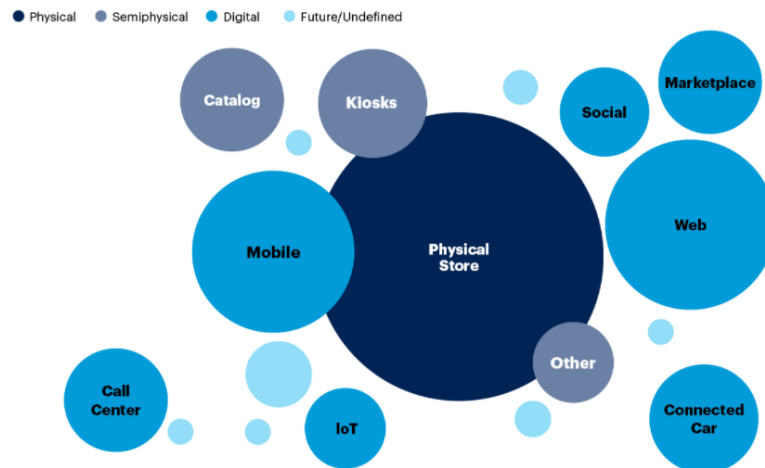 Physical
Semiphysical
Digital
Future/Undefined
Catalog
Kiosks
Social
Marketplace
Mobile
Physical
Store
Web
Call
Center
IoT
Other
Connected
Car